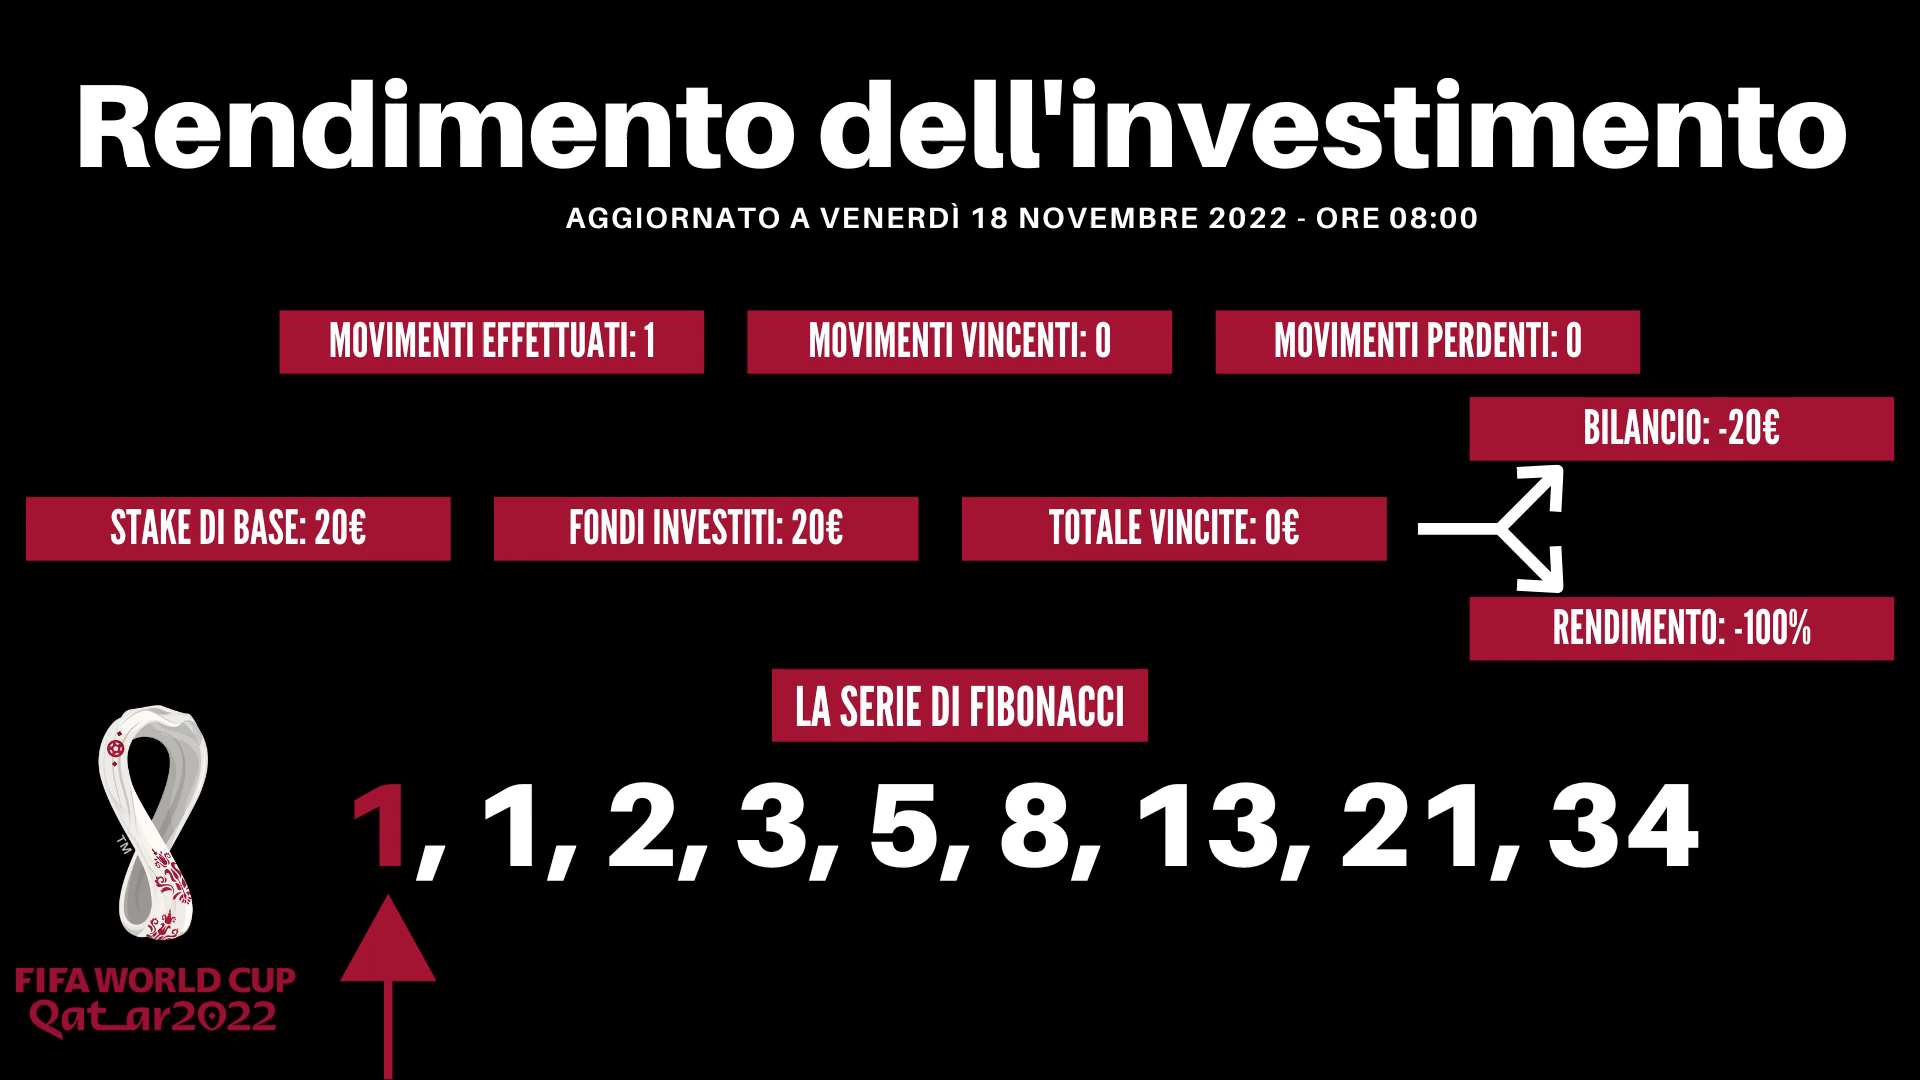 Rendimento dell'investimento
AGGIORNATO A VENERDÌ 18 NOVEMBRE 2022 - ORE 08:00
MOVIMENTI EFFETTUATI: 1
MOVIMENTI VINCENTI: 0
MOVIMENTI PERDENTI: 0
BILANCIO: -20€
STAKE DI BASE: 20€
FONDI INVESTITI: 20€
TOTALE VINCITE: 0€
RENDIMENTO: -100%
LA SERIE DI FIBONACCI
1, 1, 2, 3, 5, 8, 13, 21, 34
TM
FIFA WORLD CUP
Qatar2022